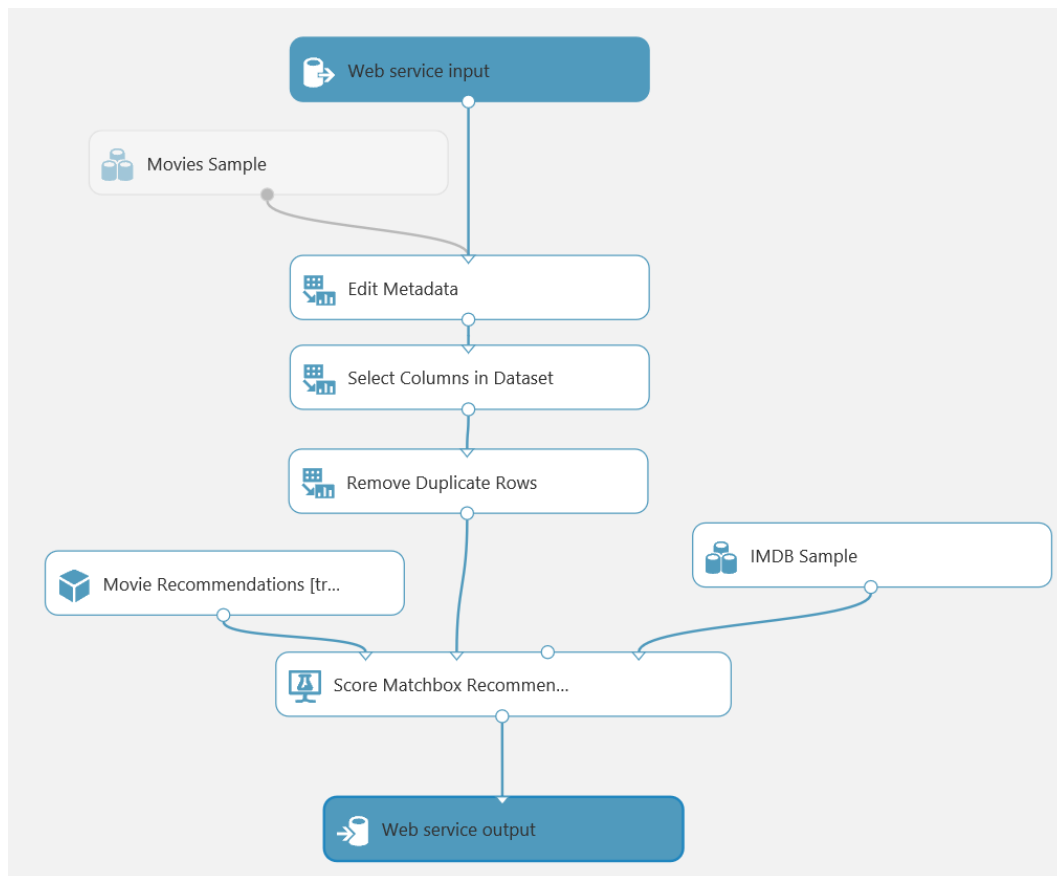 Web service input
Movies Sample
Edit Metadata
Select Columns in Dataset
Remove Duplicate Rows
IMDB Sample
Movie Recommendations [tr...
Score Matchbox Recommen...
Web service output